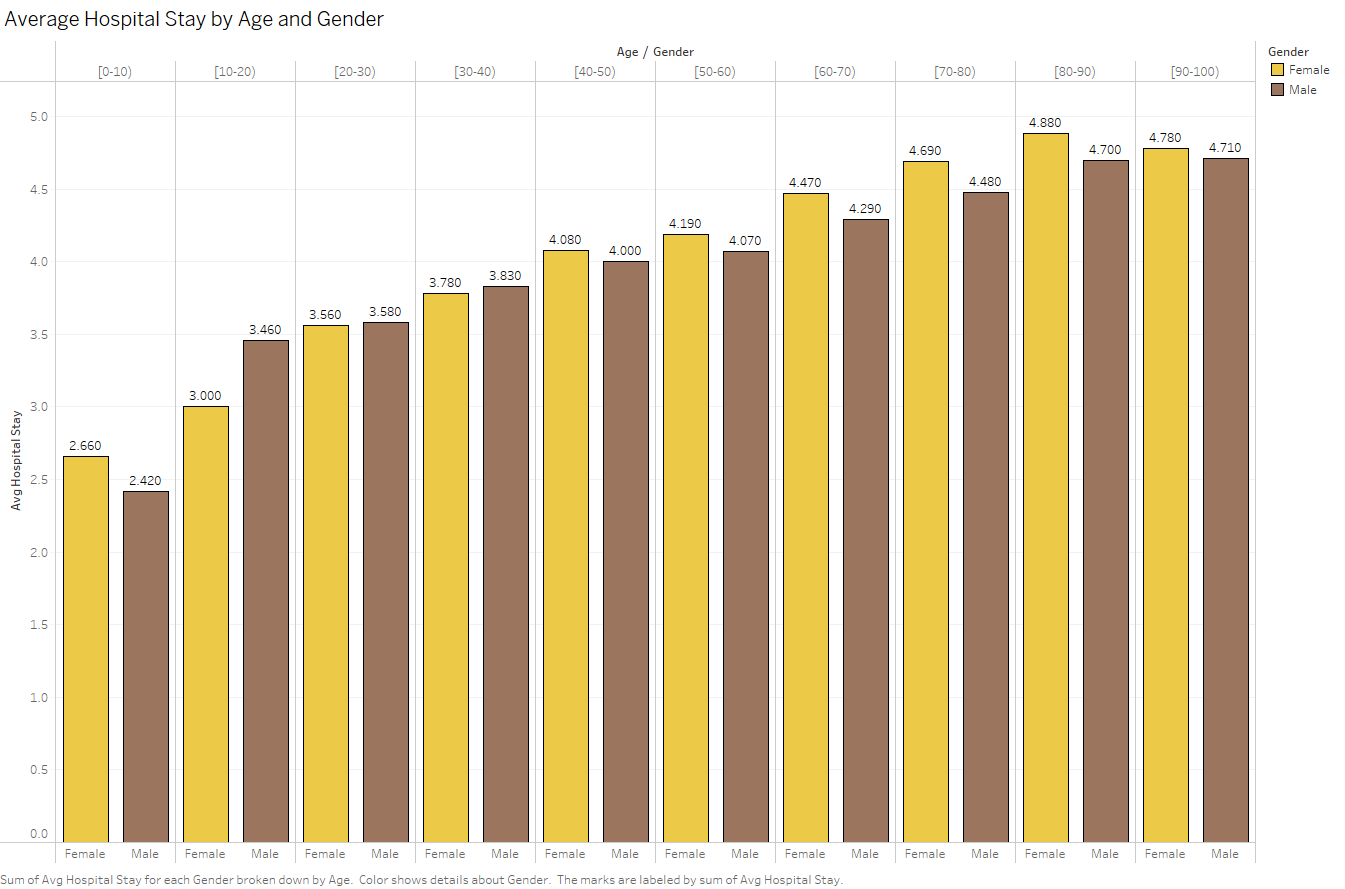 Average Hospital Stay by Age and Gender
Age / Gender
[0-10) [10-20) [20-30) [30-40) [40-50) [50-60) [60-70) [70-80) [80-90) [90-100)
Gender
Female
Male
Avg Hospital Stay
5.0
4.5
4.0
3.5
3.0
2.5
2.0
1.5
1.0
0.5
0.0
2.660 2.420 3.000 3.460 3.560 3.580 3.780 3.830 4.080 4.000 4.190 4.070 4.470 4.290 4.690 4.480 4.880 4.700 4.780 4.710
Female Male Female Male Female Male Female Male Female Male Female Male Female Male Female Male Female Male Female Male
Sum of Avg Hospital Stay for each Gender broken down by Age. Color shows details about Gender. The marks are labeled by sum of Avg Hospital Stay.